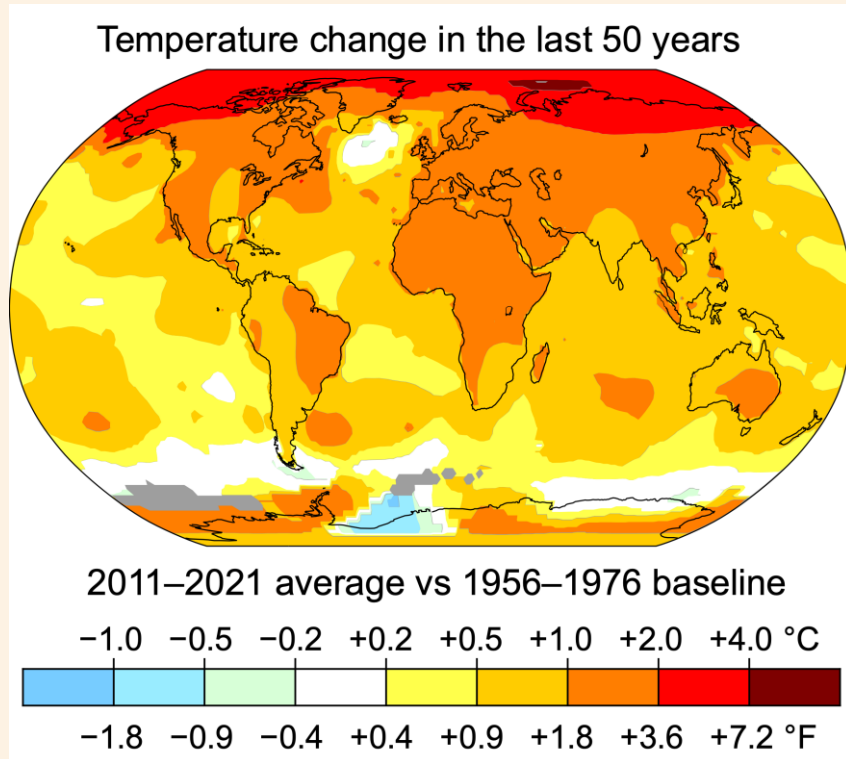 Temperature change in the last 50 years
2011–2021 average vs 1956–1976 baseline
−1.0 −0.5 −0.2 +0.2 +0.5 +1.0 +2.0 +4.0 °C
−1.8 −0.9 −0.4 +0.4 +0.9 +1.8 +3.6 +7.2 °F